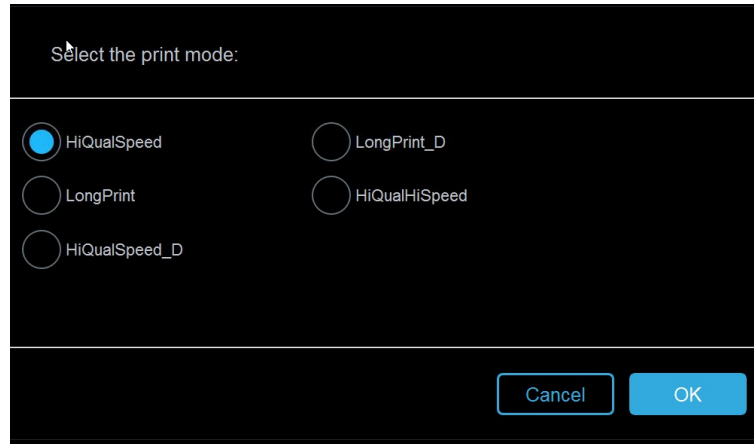 Select the print mode:
HiQualSpeed
LongPrint_D
LongPrint
HiQualHiSpeed
HiQualSpeed_D
Cancel
OK